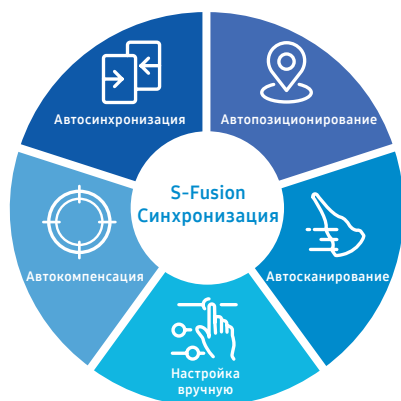 Автосинхронизация
Автопозиционирование
S-Fusion
Синхронизация
Автокомпенсация
Автосканирование
Настройка
вручную